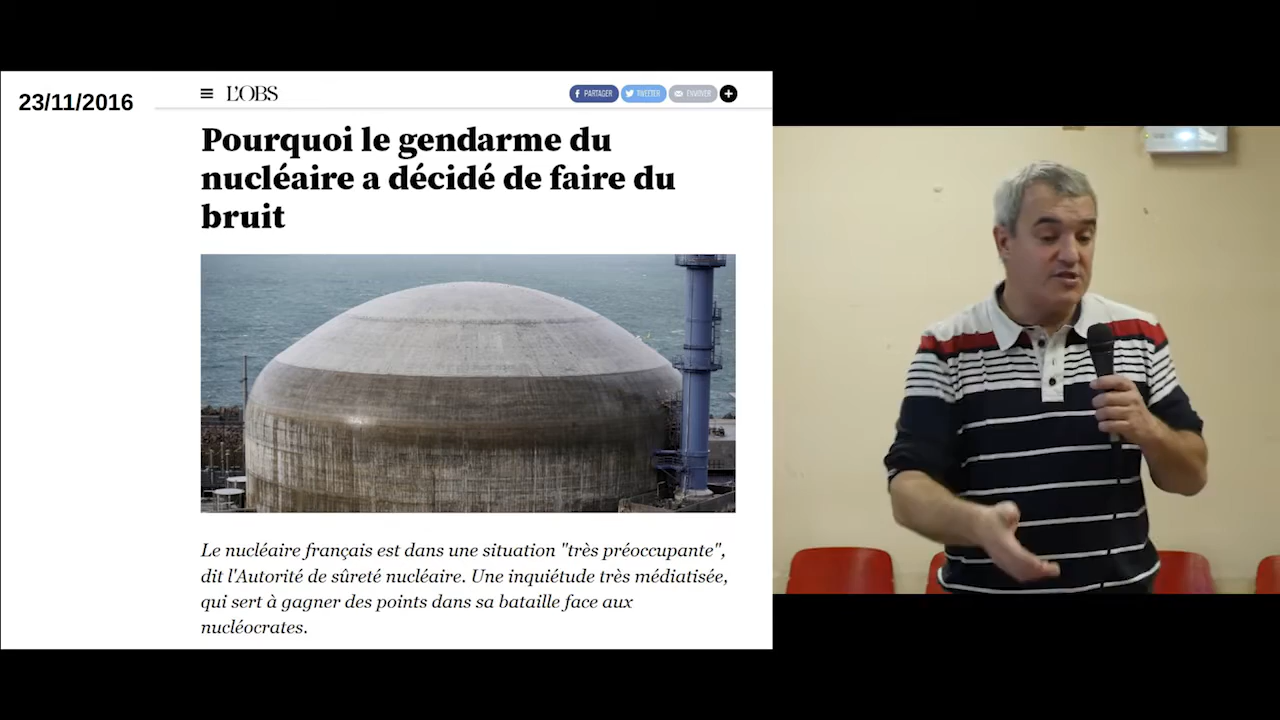 23/11/2016
L'OBS
PARTAGER
TWEETER
ENVOYER
Pourquoi le gendarme du
nucléaire a décidé de faire du
bruit
Le nucléaire français est dans une situation "très préoccupante",
dit l'Autorité de sûreté nucléaire. Une inquiétude très médiatisée,
qui sert à gagner des points dans sa bataille face aux
nucléocrates.